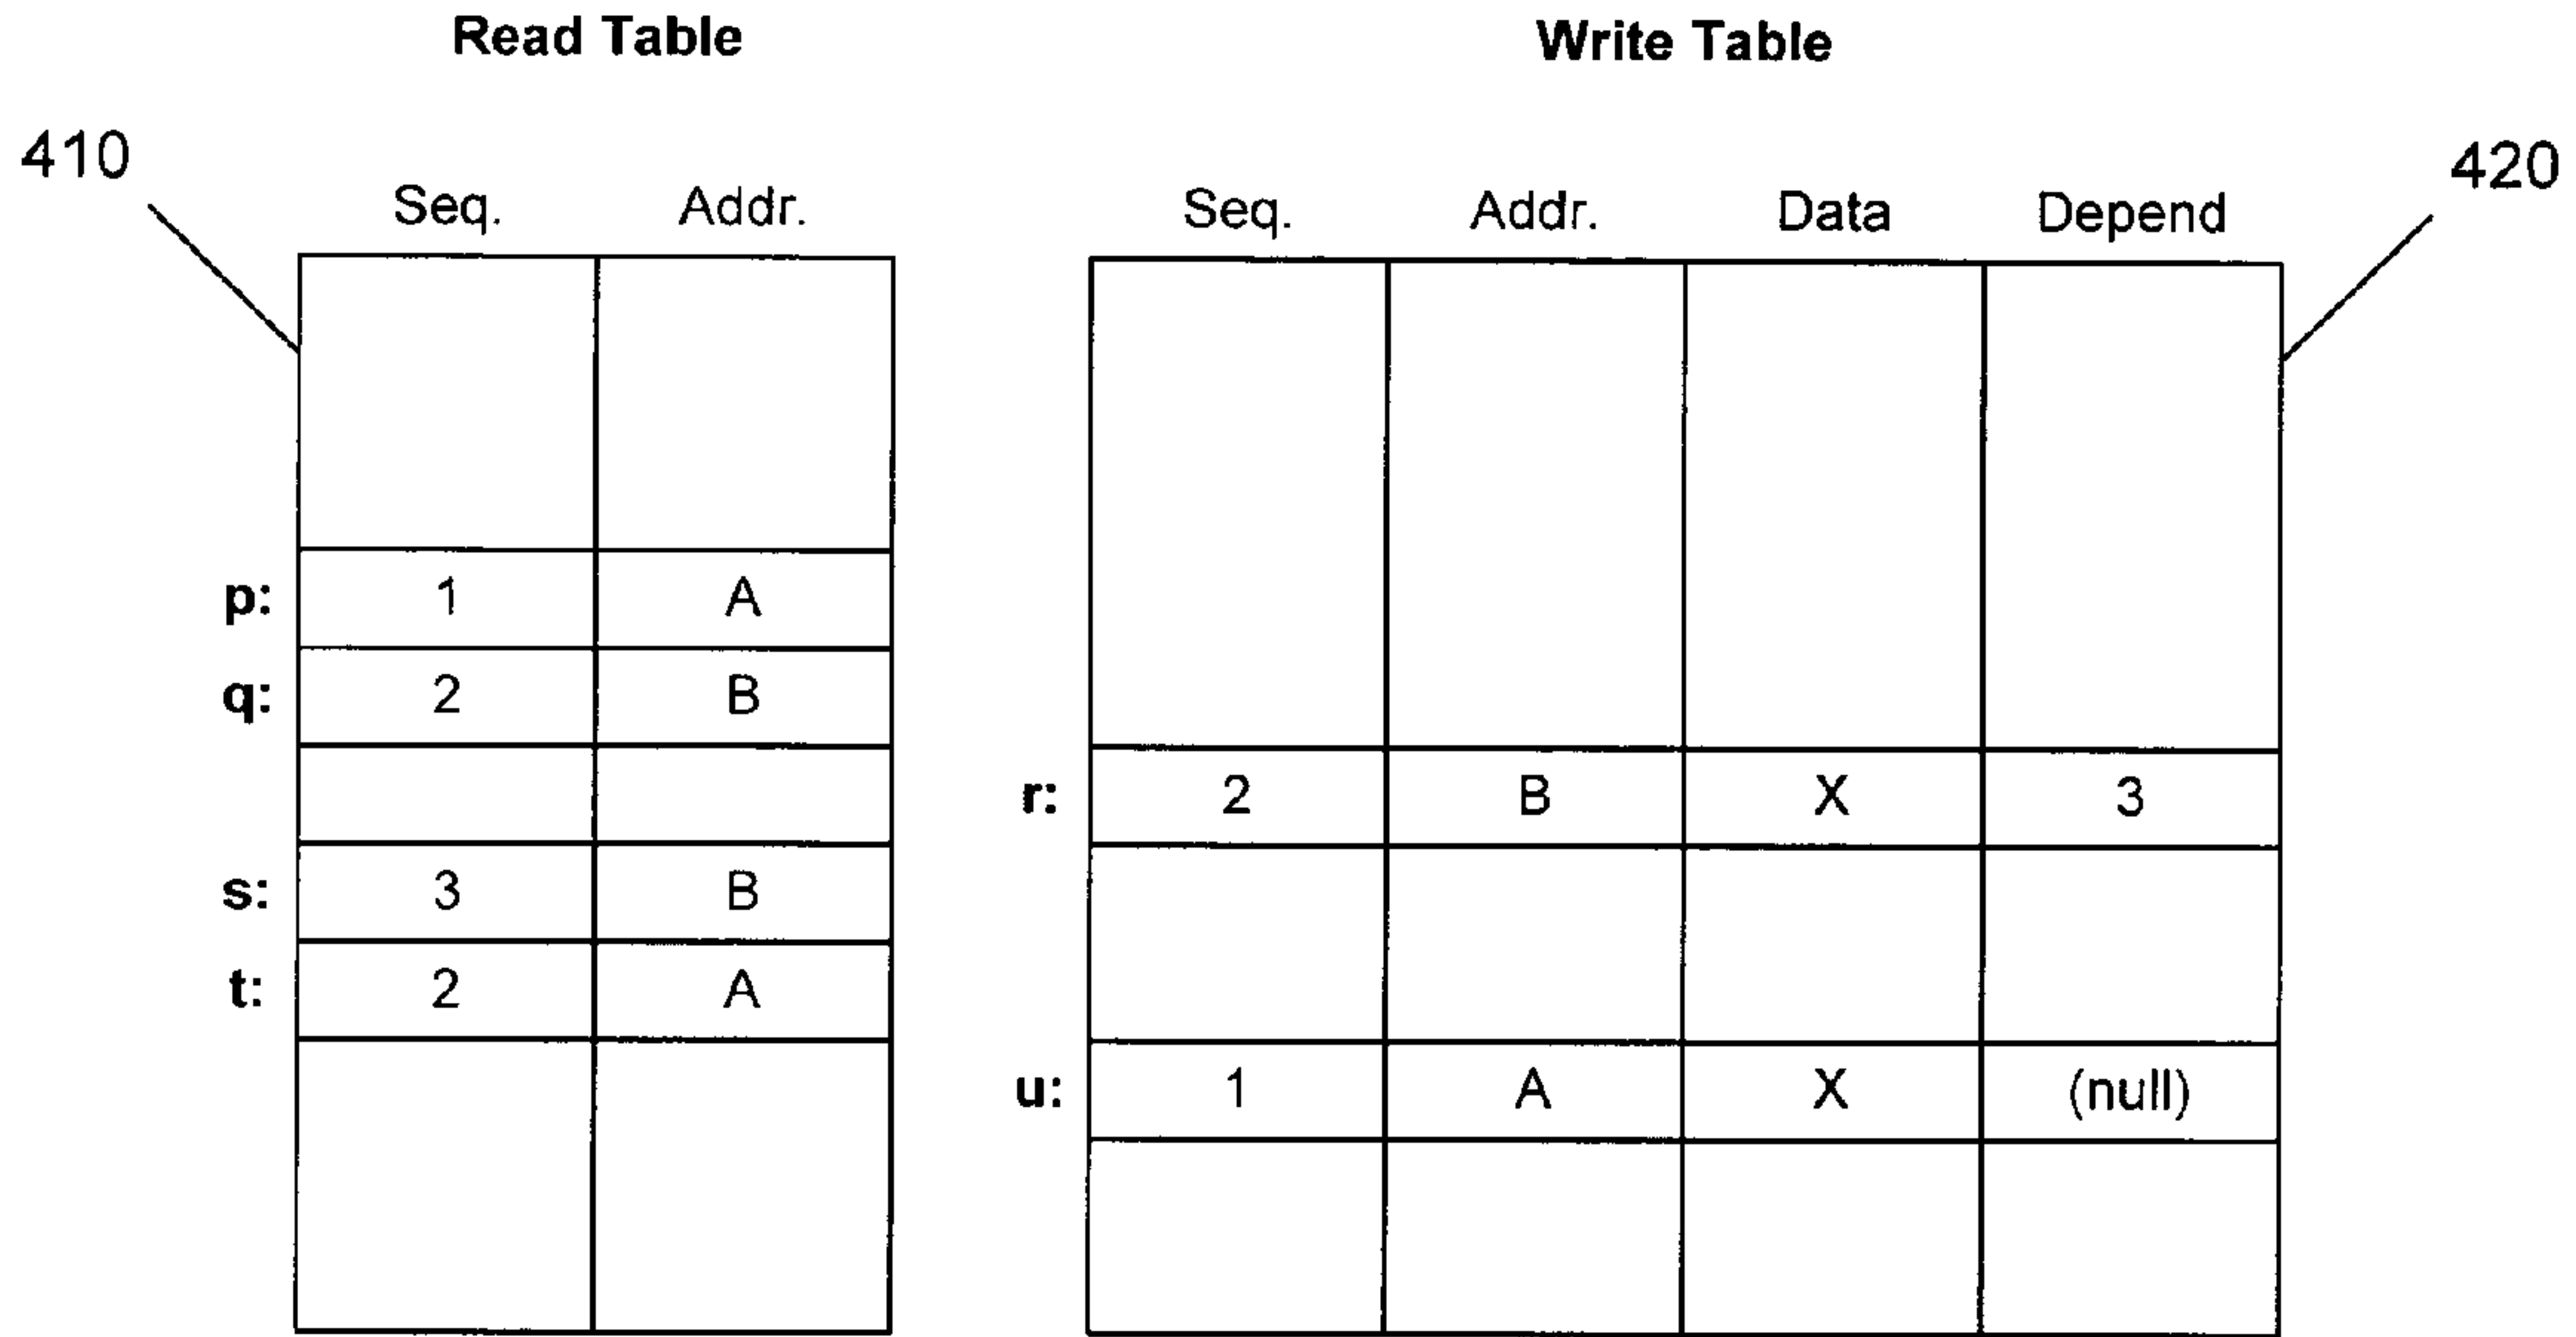 Read Table Write Table
410 420
Seq. Addr. Seq. Addr. Data Depend
p: 1 A
q: 2 B
r: 2 B X 3
s: 3 B
t: 2 A
u: 1 A X (null)